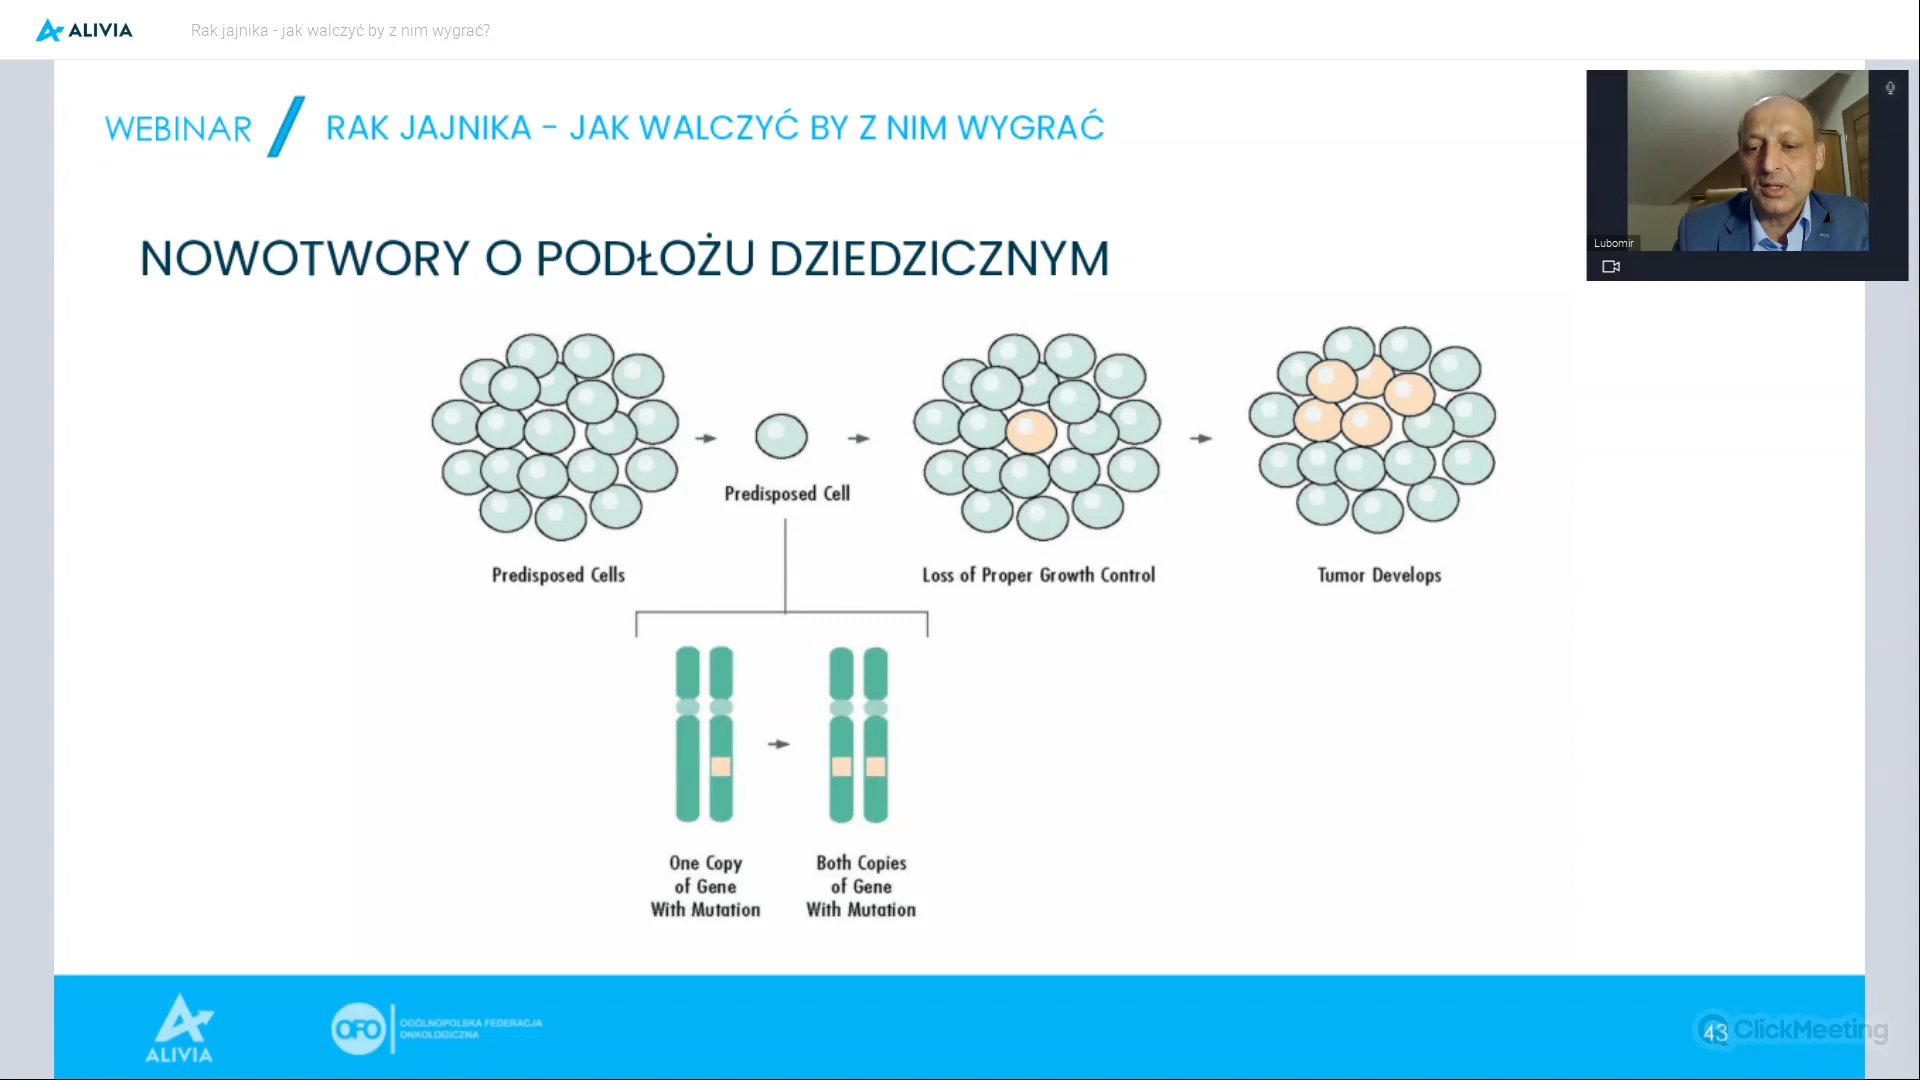 ALIVIA
Rak jajnika - jak walczyć by z nim wygrać?
WEBINAR / RAK JAJNIKA - JAK WALCZYĆ BY Z NIM WYGRAĆ
Lubomir
NOWOTWORY O PODŁOŻU DZIEDZICZNYM
Predisposed Cell
Predisposed Cells
Loss of Proper Growth Control
Tumor Develops
One Copy
of Gene
With Mutation
Both Copies
of Gene
With Mutation
ALIVIA
OFO
OGÓLNOPOLSKA FEDERACJA
ONKOLOGICZNA
43
ClickMeeting